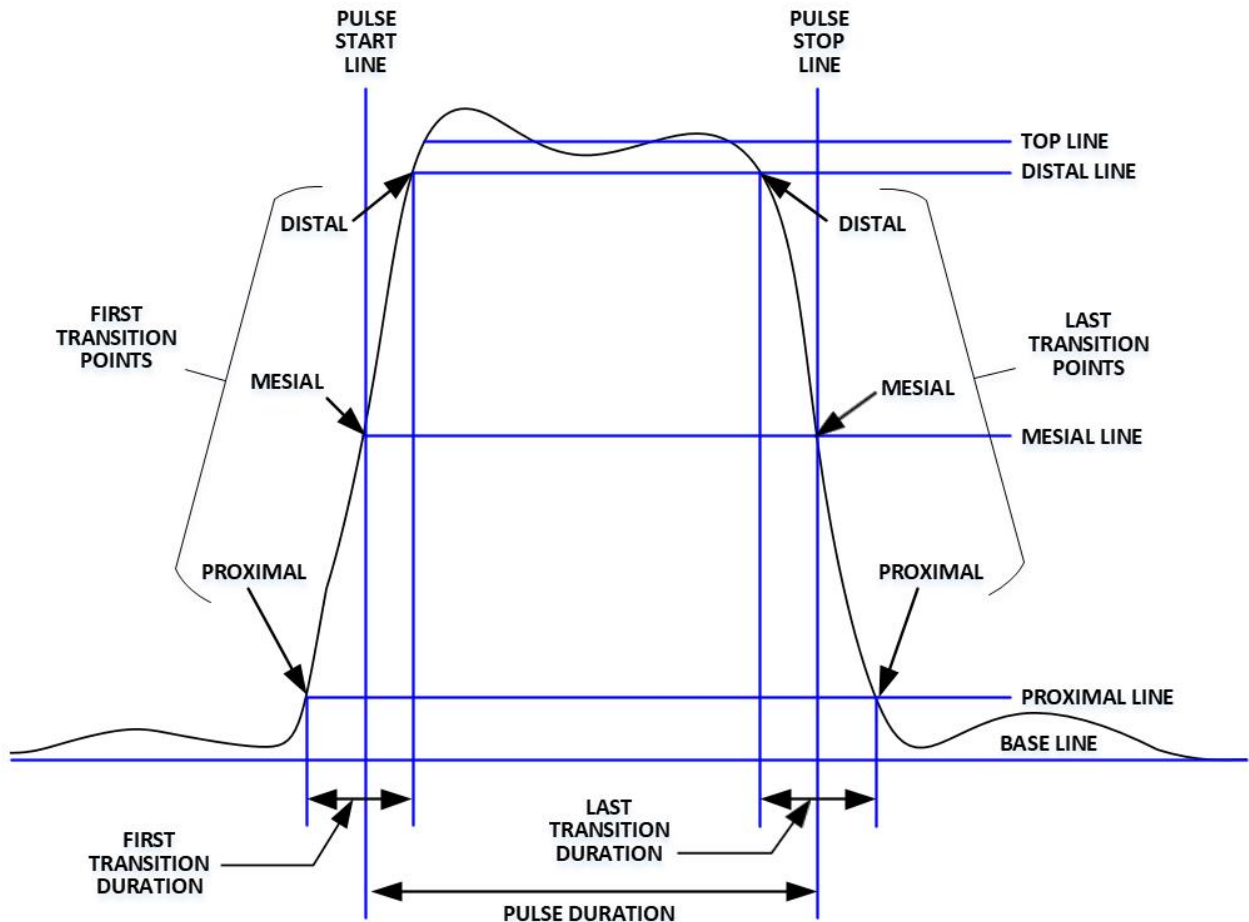 PULSE
START
LINE
PULSE
STOP
LINE
TOP LINE
DISTAL LINE
DISTAL
DISTAL
FIRST
TRANSITION
POINTS
LAST
TRANSITION
POINTS
MESIAL
MESIAL
MESIAL LINE
PROXIMAL
PROXIMAL
PROXIMAL LINE
BASE LINE
FIRST
TRANSITION
DURATION
LAST
TRANSITION
DURATION
PULSE DURATION